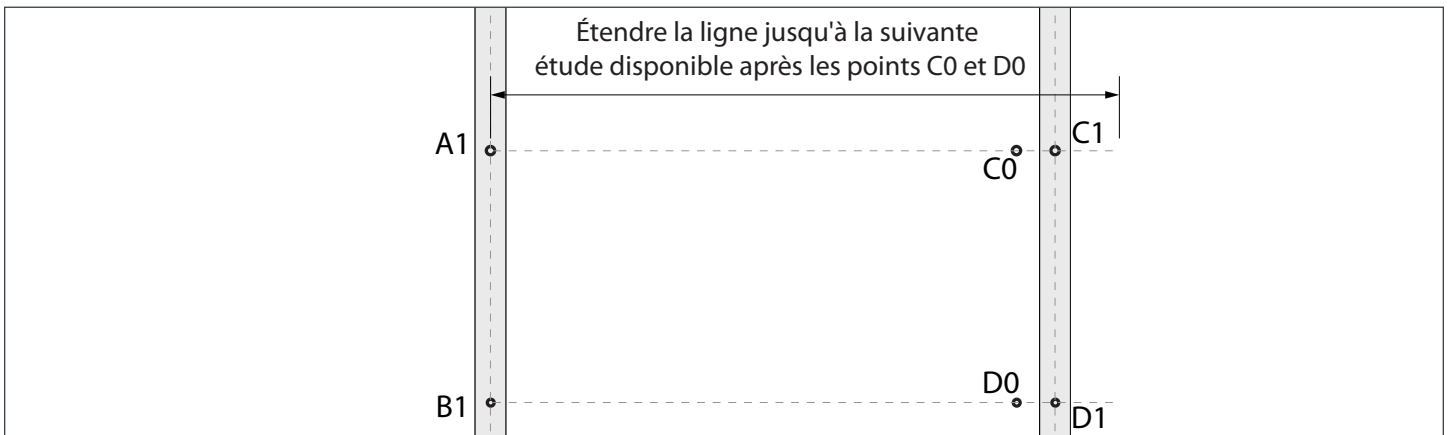 Étendre la ligne jusqu'à la suivante
étude disponible après les points C0 et D0
A1
C1
C0
B1
D0
D1